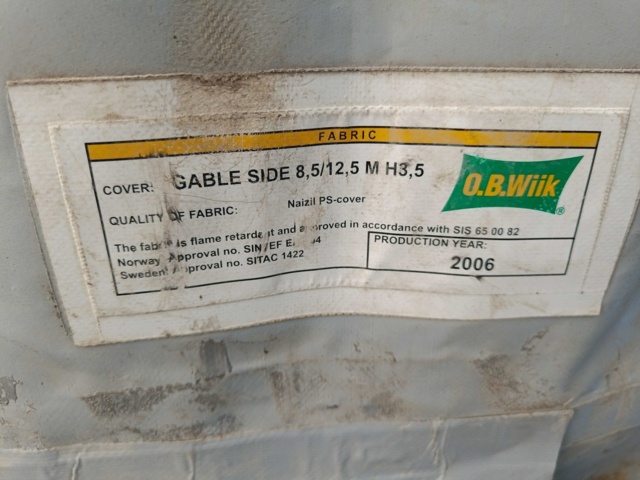 FABRIC
COVER: GABLE SIDE 8,5/12,5 M H3,5
O.B.Wiik ®
QUALITY OF FABRIC: Naizil PS-cover
The fabric is flame retardant and approved in accordance with SIS 65 00 82
Norway Approval no. SIN/EF
Sweden Approval no. SITAC 1422
PRODUCTION YEAR:
2006